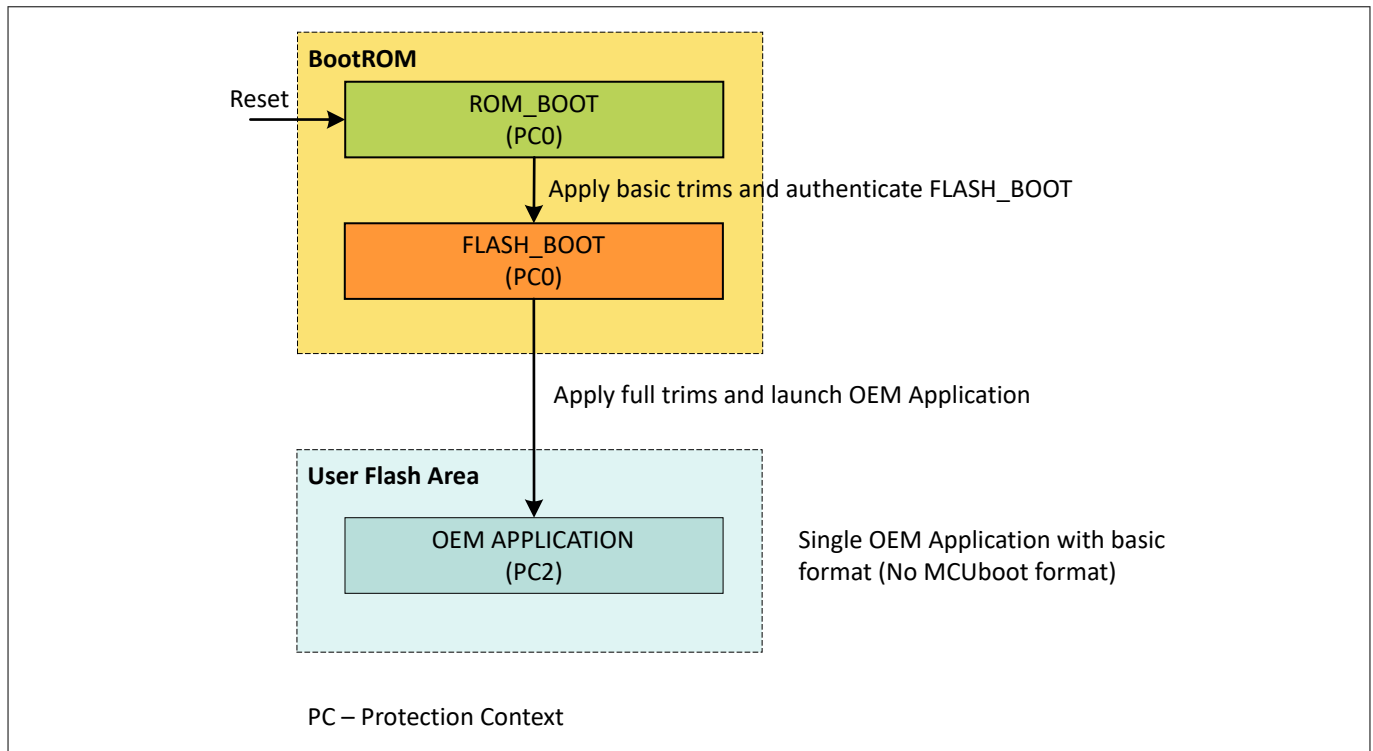 BootROM
Reset
ROM_BOOT
(PC0)
Apply basic trims and authenticate FLASH_BOOT
FLASH_BOOT
(PC0)
Apply full trims and launch OEM Application
User Flash Area
OEM APPLICATION
(PC2)
Single OEM Application with basic
format (No MCUboot format)
PC – Protection Context